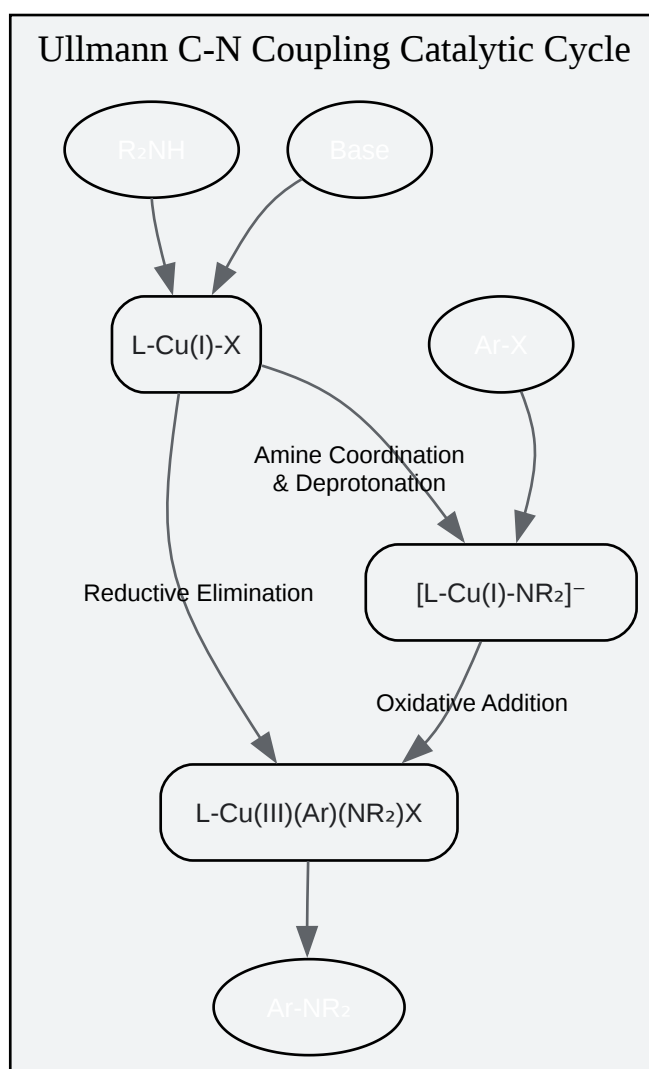 Ullmann C-N Coupling Catalytic Cycle
R₂NH
Base
L-Cu(I)-X
Ar-X
Amine Coordination
& Deprotonation
[L-Cu(I)-NR₂]⁻
Reductive Elimination
Oxidative Addition
L-Cu(III)(Ar)(NR₂)X
Ar-NR₂